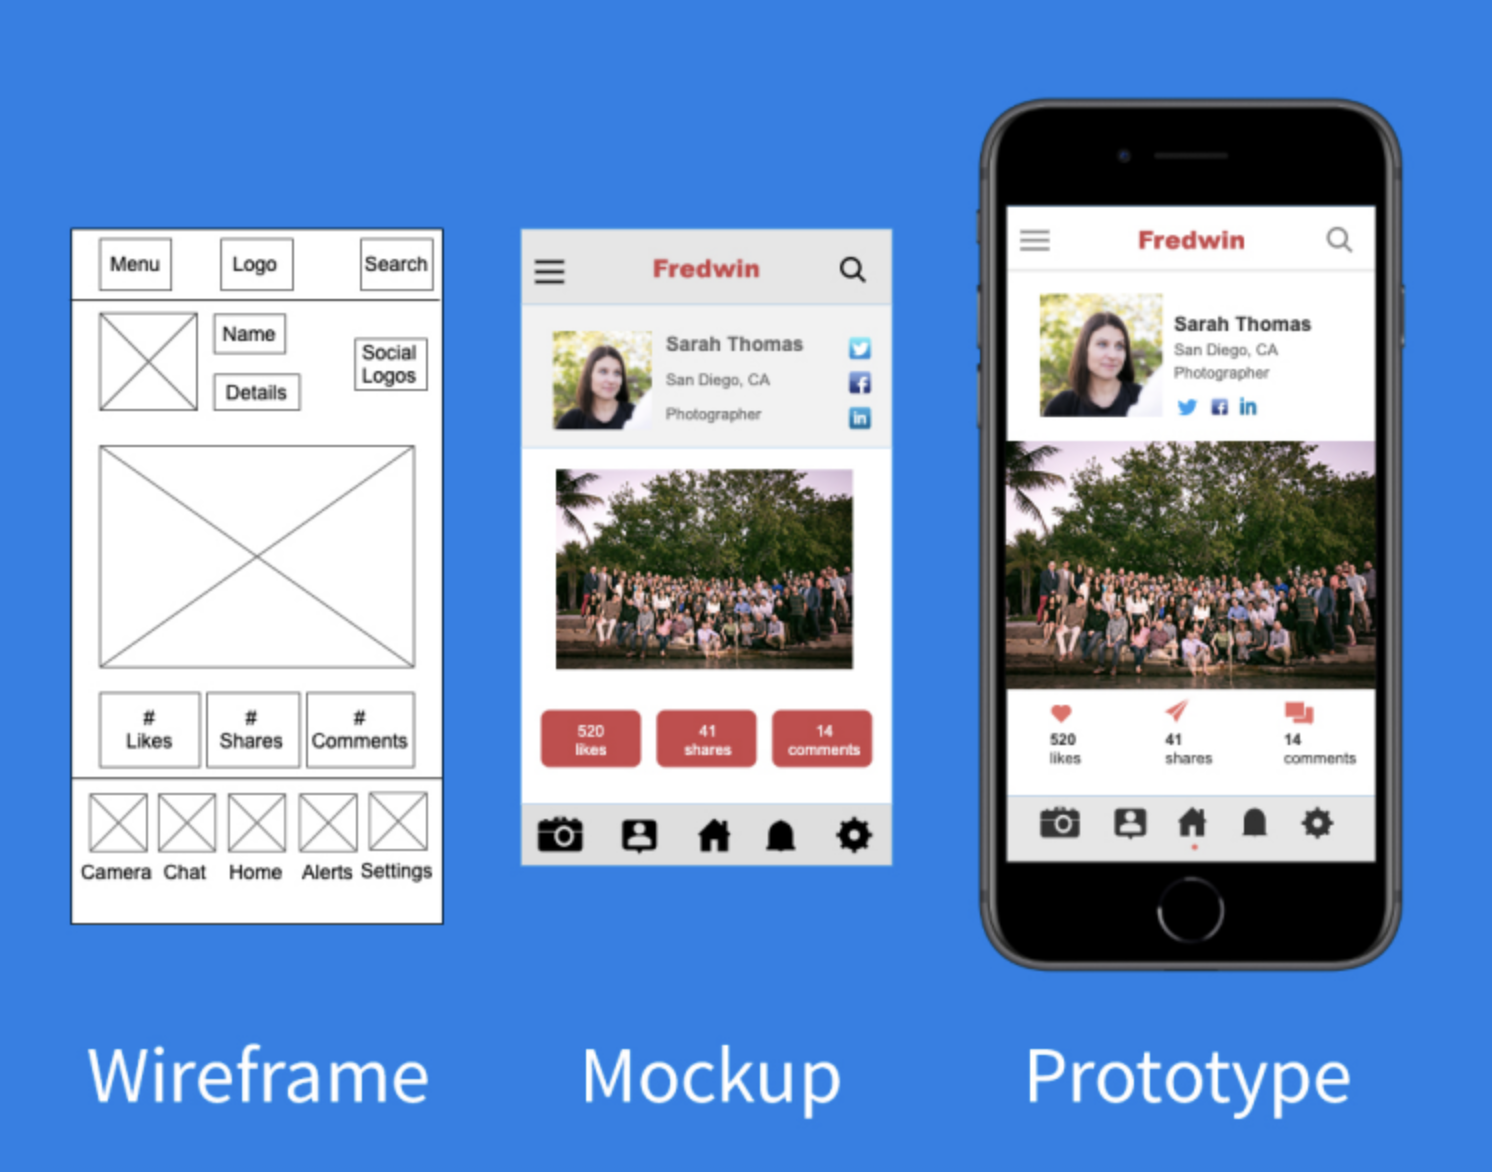 Menu
Logo
Search
Name
Details
Social
Logos
#
Likes
#
Shares
#
Comments
Camera
Chat
Home
Alerts
Settings
Wireframe
Fredwin
Sarah Thomas
San Diego, CA
Photographer
f
in
520
likes
41
shares
14
comments
Mockup
Fredwin
Sarah Thomas
San Diego, CA
Photographer
f
in
520
likes
41
shares
14
comments
Prototype